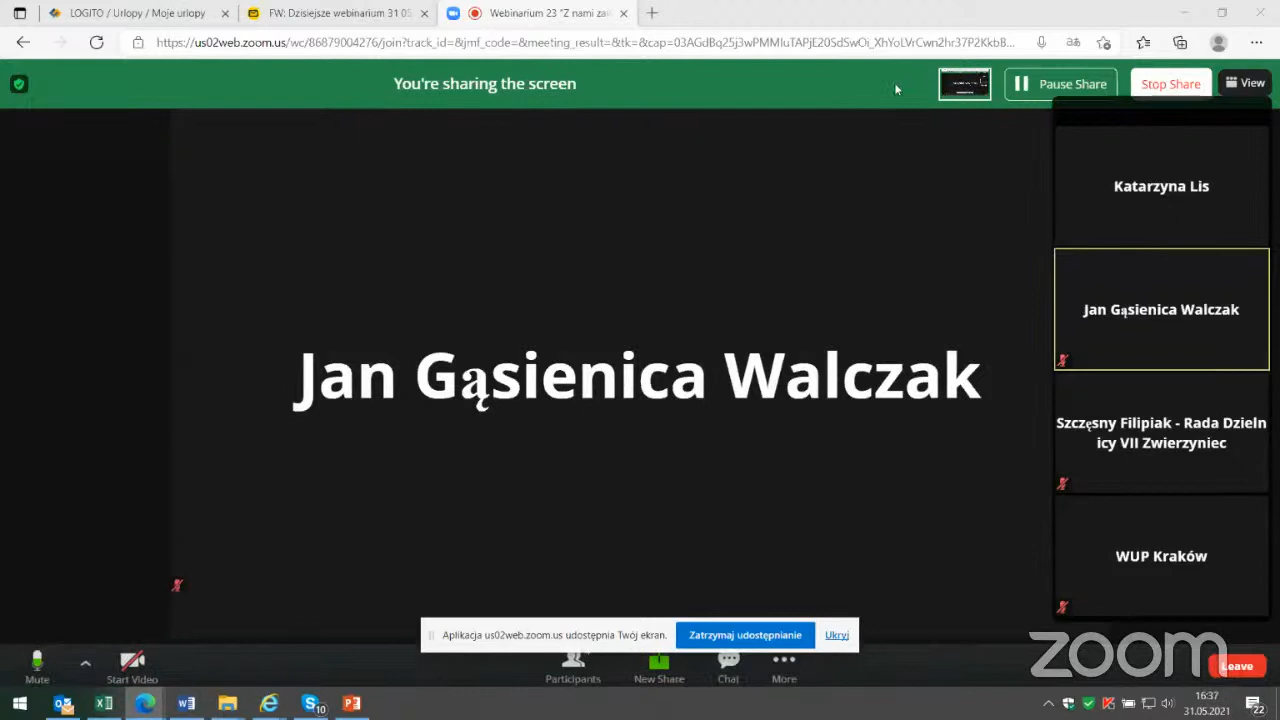 LOGITO / Urlopy / Moje urlopy
FW: Dzisiejsze webinarium 31 05
Webinarium 23 "Z nami za
https://us02web.zoom.us/wc/86879004276/join?track_id=&jmf_code=&meeting_result=&tk=&cap=
You're sharing the screen
Pause Share
Stop Share
View
Katarzyna Lis
Jan Gąsienica Walczak
Szczęsny Filipiak - Rada Dzieln
icy VII Zwierzyniec
WUP Kraków
Jan Gąsienica Walczak
Aplikacja us02web.zoom.us udostępnia Twój ekran.
Zatrzymaj udostępnianie
Ukryj
Mute
Start Video
Participants
New Share
Chat
More
zoom
Leave
10
16:37
31.05.2021
22